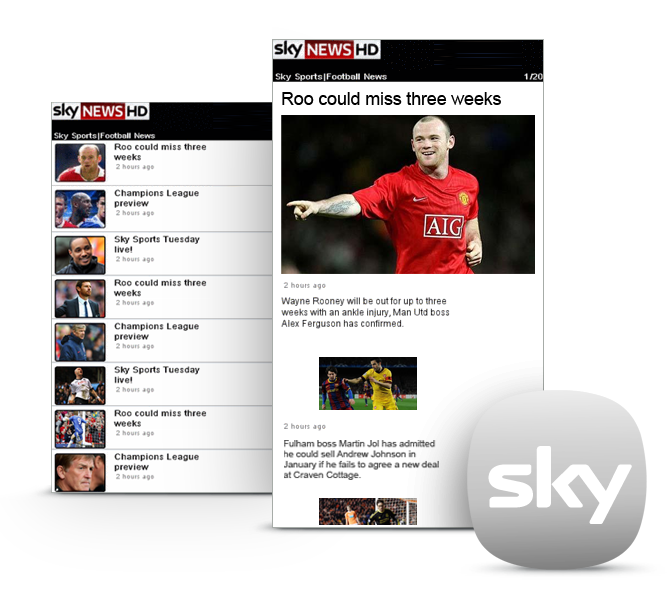 sky NEWS HD
Sky Sports|Football News
Roo could miss three
weeks
2 hours ago
Champions League
preview
2 hours ago
Sky Sports Tuesday
live!
2 hours ago
Roo could miss three
weeks
2 hours ago
Champions League
preview
2 hours ago
Sky Sports Tuesday
live!
2 hours ago
Roo could miss three
weeks
2 hours ago
Champions League
preview
2 hours ago
sky NEWS HD
Sky Sports|Football News 1/20
Roo could miss three weeks
AIG
2 hours ago
Wayne Rooney will be out for up to three
weeks with an ankle injury, Man Utd boss
Alex Ferguson has confirmed.
2 hours ago
Fulham boss Martin Jol has admitted
he could sell Andrew Johnson in
January if he fails to agree a new deal
at Craven Cottage.
sky